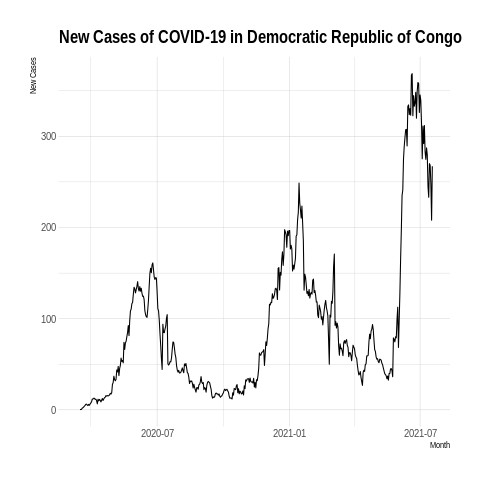 New Cases of COVID-19 in Democratic Republic of Congo
New Cases
300
200
100
0
2020-07
2021-01
2021-07
Month